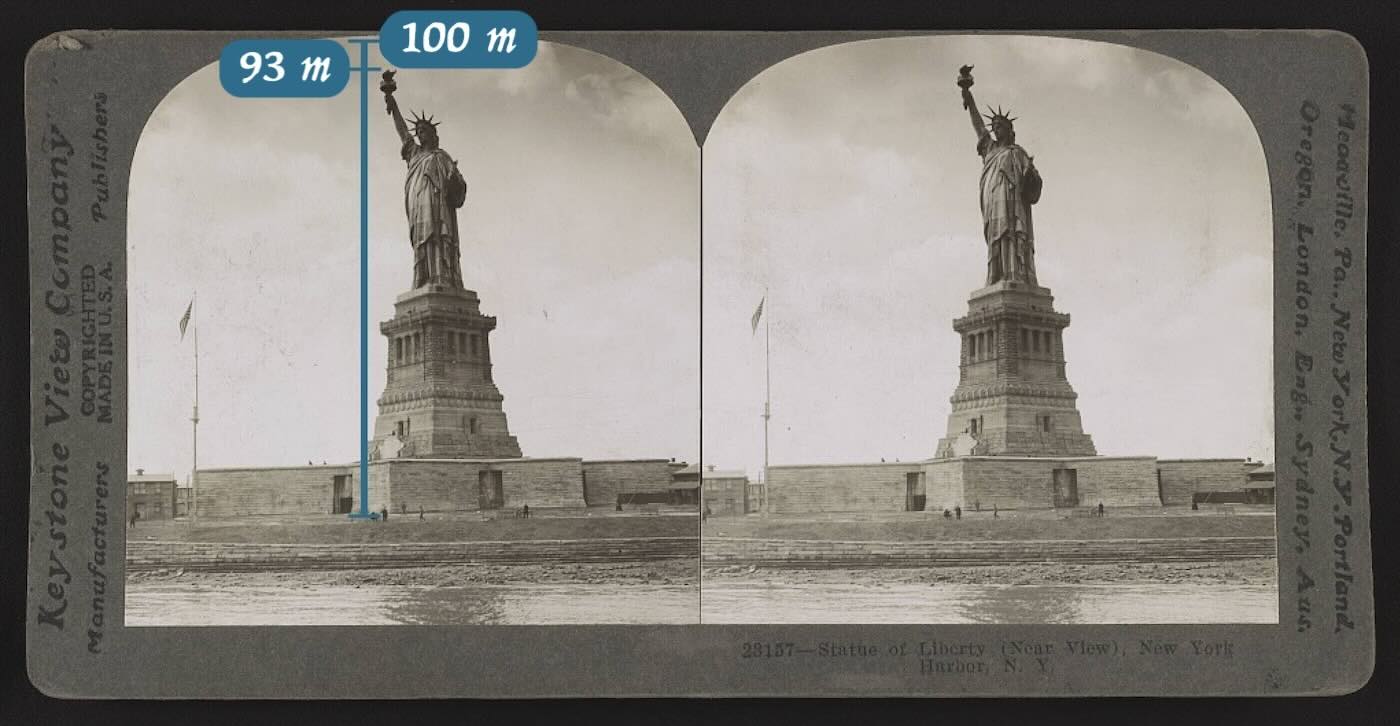 93 m
100 m
Keystone View Company
Manufacturers Publishers
COPYRIGHTED
MADE IN U. S. A.
Meadville, Pa., New York, N.Y., Portland,
Oregon, London, Eng., Sydney, Aus.
23157—Statue of Liberty (Near View), New York
Harbor, N. Y.